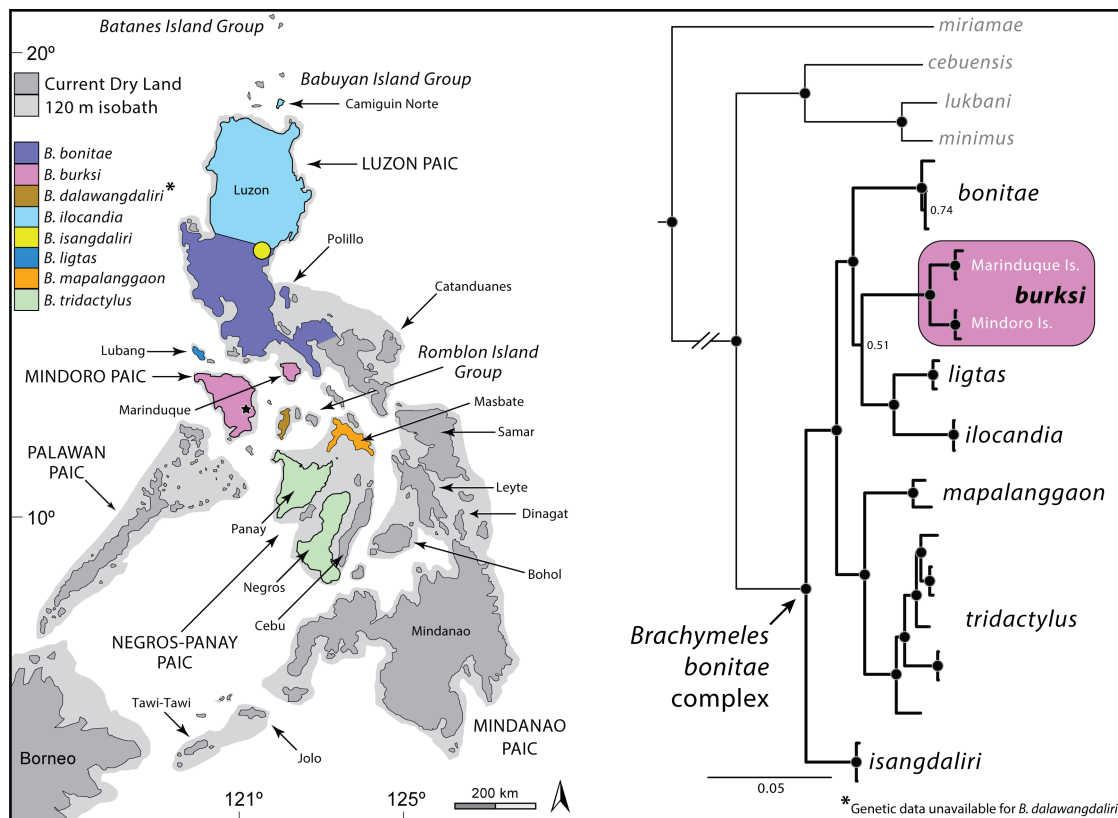 Batanes Island Group
20º
Babuyan Island Group
Current Dry Land
120 m isobath
Camiguin Norte
B. bonitae
B. burksi
B. dalawangdaliri*
B. ilocandia
B. isangdaliri
B. ligtas
B. mapalanggaon
B. tridactylus
LUZON PAIC
Luzon
Polillo
Catanduanes
Lubang
Romblon Island
Group
MINDORO PAIC
Marinduque
Masbate
Samar
PALAWAN
PAIC
Leyte
10º
Panay
Dinagat
Negros
Bohol
Cebu
NEGROS-PANAY
PAIC
Mindanao
Tawi-Tawi
MINDANAO
PAIC
Borneo
Jolo
121º
125º
200 km
miriamae
cebuensis
lukbani
minimus
bonitae
0.74
Marinduque Is.
burksi
Mindoro Is.
0.51
ligtas
ilocandia
mapalanggaon
tridactylus
Brachymeles
bonitae
complex
isangdaliri
0.05
*Genetic data unavailable for B. dalawangdaliri